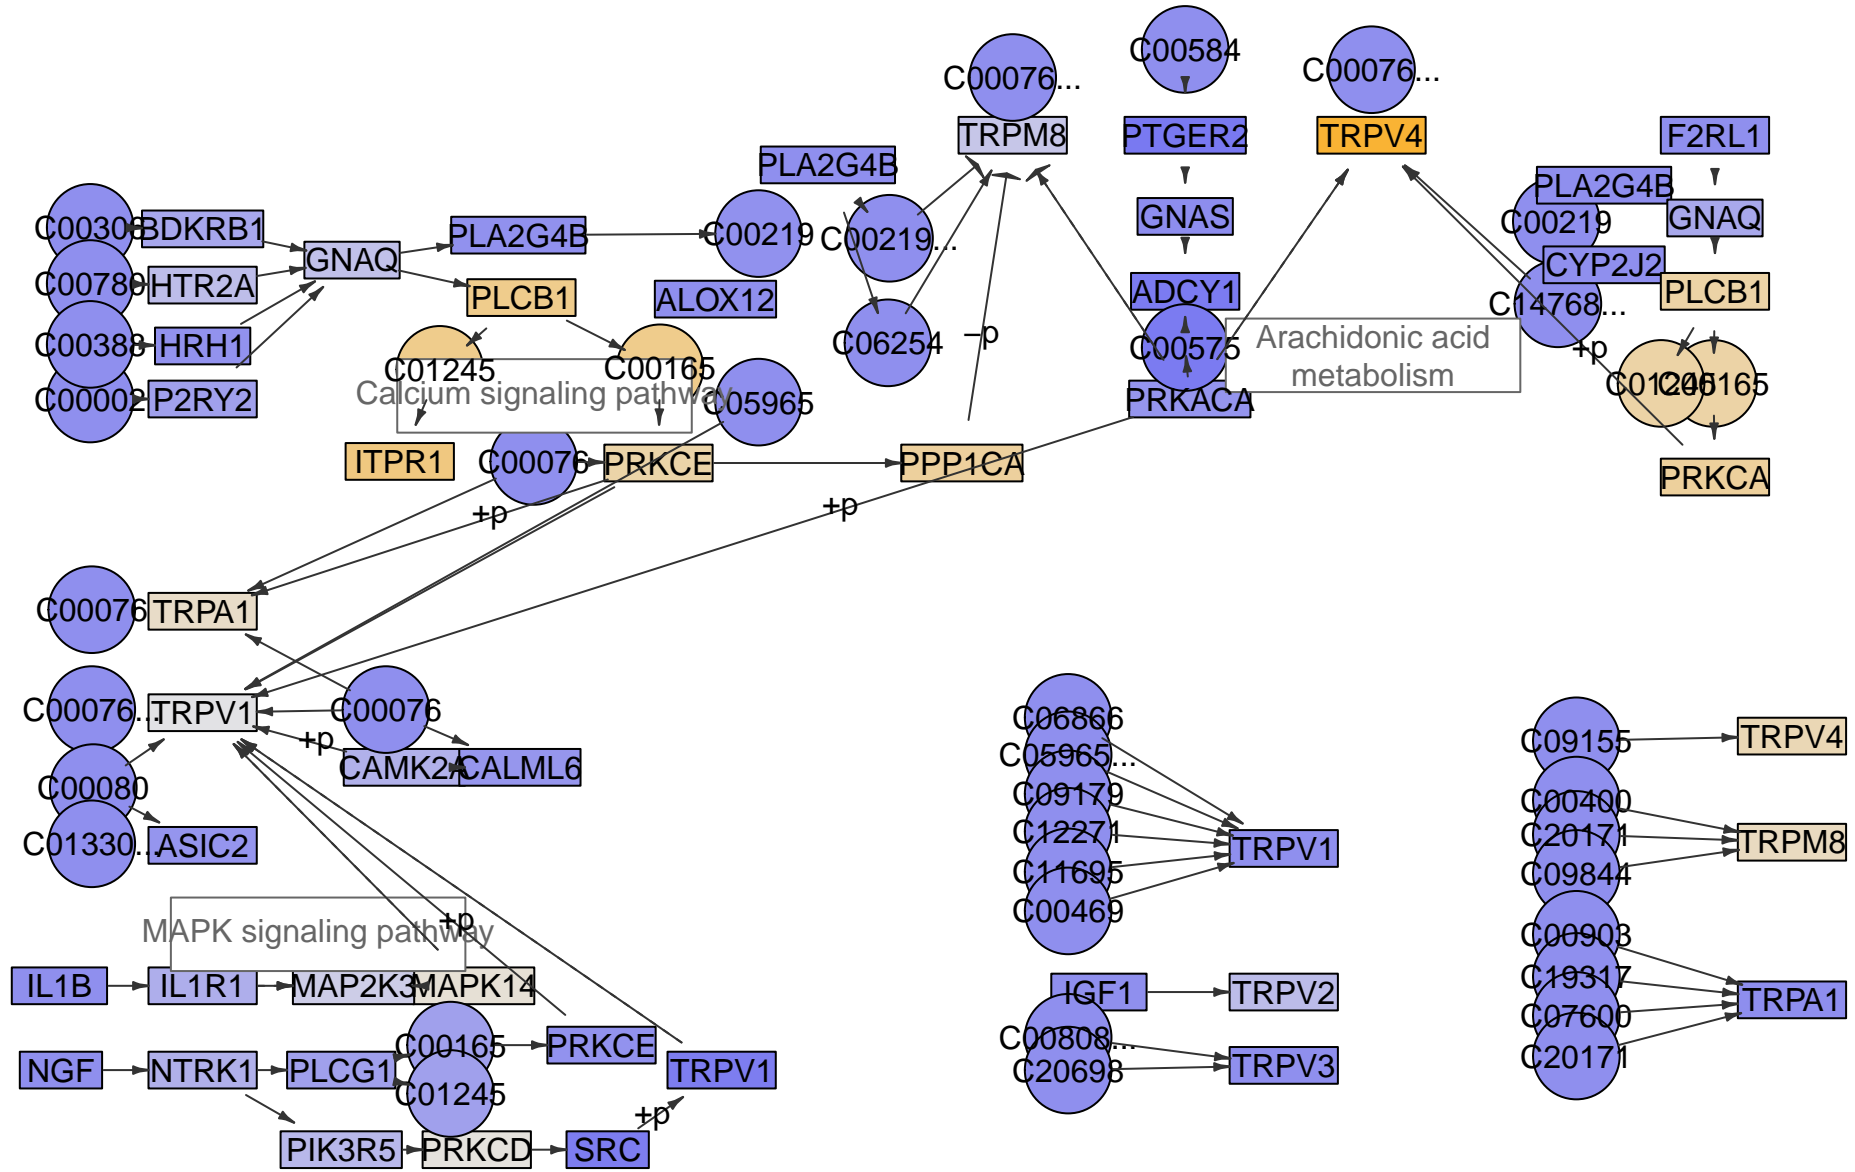 C00584
C00076...
C00076...
TRPM8
PTGER2
TRPV4
F2RL1
PLA2G4B
PLA2G4B
C00219
GNAS
GNAQ
BDKRB1
PLA2G4B
C00219
C00219...
GNAQ
CYP2J2
C00780
HTR2A
PLCB1
ALOX12
ADCY1
C14768...
PLCB1
C00388
HRH1
C06254
–p
C00575
Arachidonic acid
metabolism
+p
C01245
C00165
Calcium signaling pathway
C00002
P2RY2
C05965
PRKACA
C01245
C00165
ITPR1
C00076
PRKCE
PPP1CA
PRKCA
+p
+p
C00076
TRPA1
C00076...
TRPV1
C00076
+p
CAMK2A
CALML6
C00080
C01330...
ASIC2
C06866
C05965...
C09179
C12271
C11695
C00469
TRPV1
C09155
TRPV4
C00400
C20171
C09844
TRPM8
C00903
C19317
C07600
C20171
TRPA1
MAPK signaling pathway
+p
IL1B
IL1R1
MAP2K3
MAPK14
IGF1
TRPV2
C00808...
C20698
TRPV3
NGF
NTRK1
PLCG1
C00165
C01245
PRKCE
TRPV1
+p
PIK3R5
PRKCD
SRC